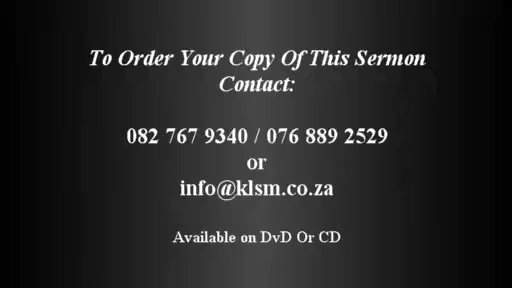 To Order Your Copy Of This Sermon
Contact:
082 767 9340 / 076 889 2529
or
info@klsm.co.za
Available on DvD Or CD